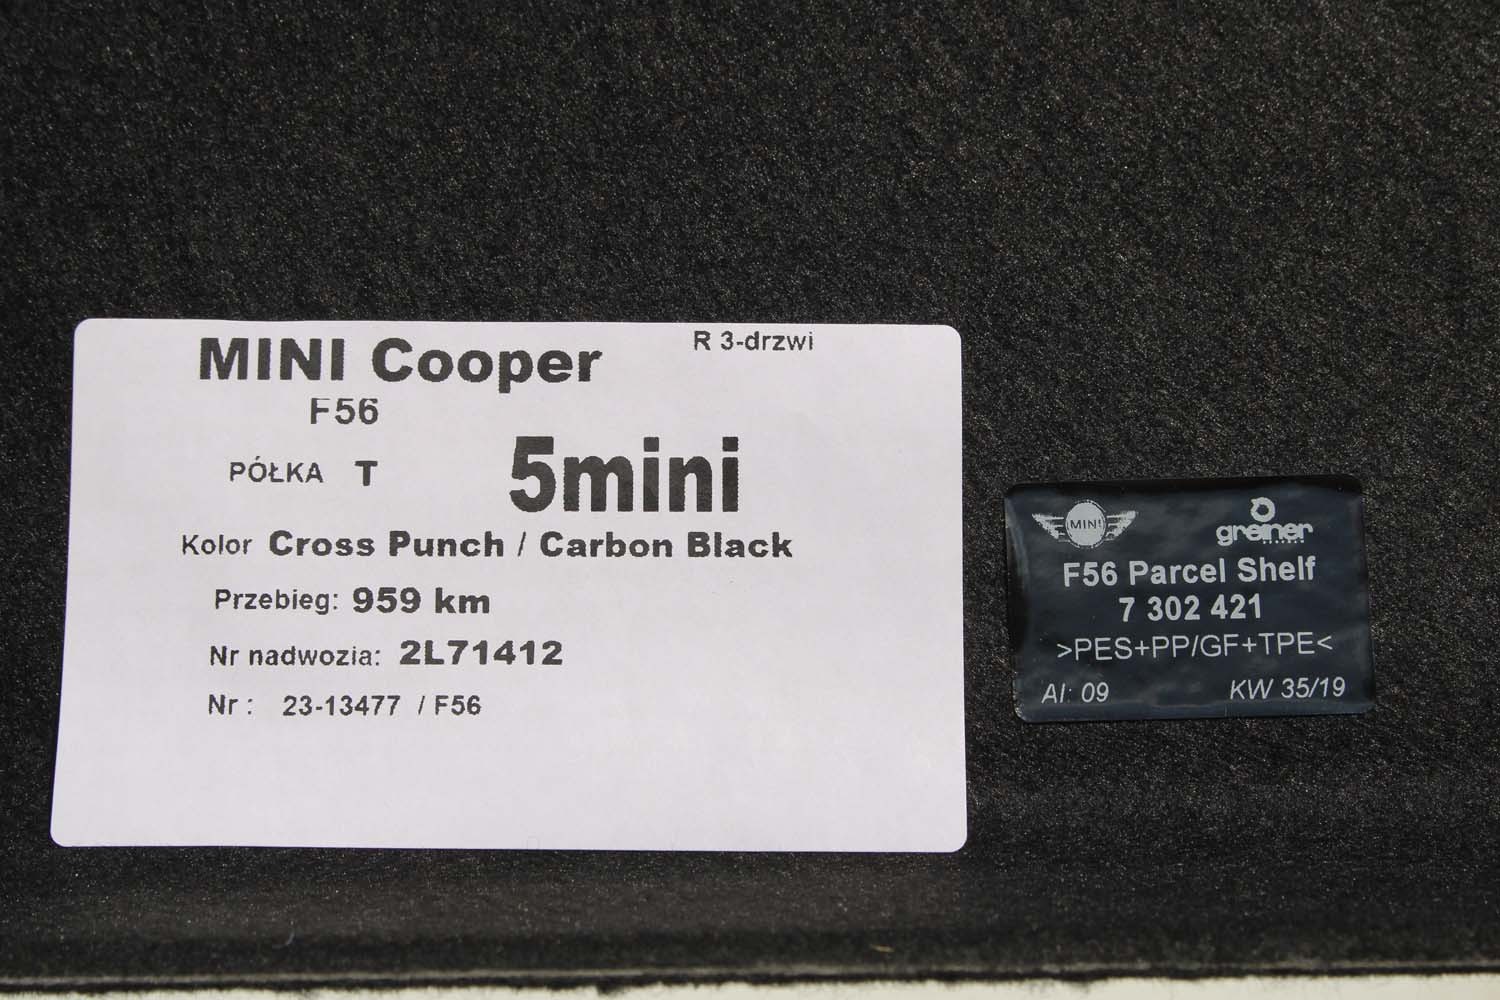 MINI Cooper R 3-drzwi
F56
PÓŁKA T 5mini
Kolor Cross Punch / Carbon Black
Przebieg: 959 km
Nr nadwozia: 2L71412
Nr : 23-13477 / F56
MINI greiner
F56 Parcel Shelf
7 302 421
>PES+PP/GF+TPE<
AI: 09 KW 35/19